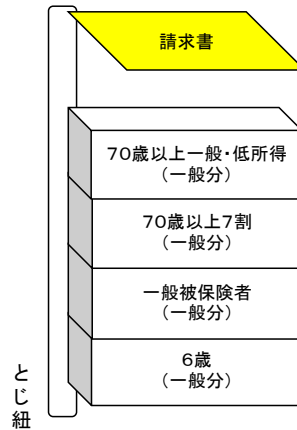 請求書
70歳以上一般・低所得
（一般分）
70歳以上7割
（一般分）
一般被保険者
（一般分）
6歳
（一般分）
とじ紐